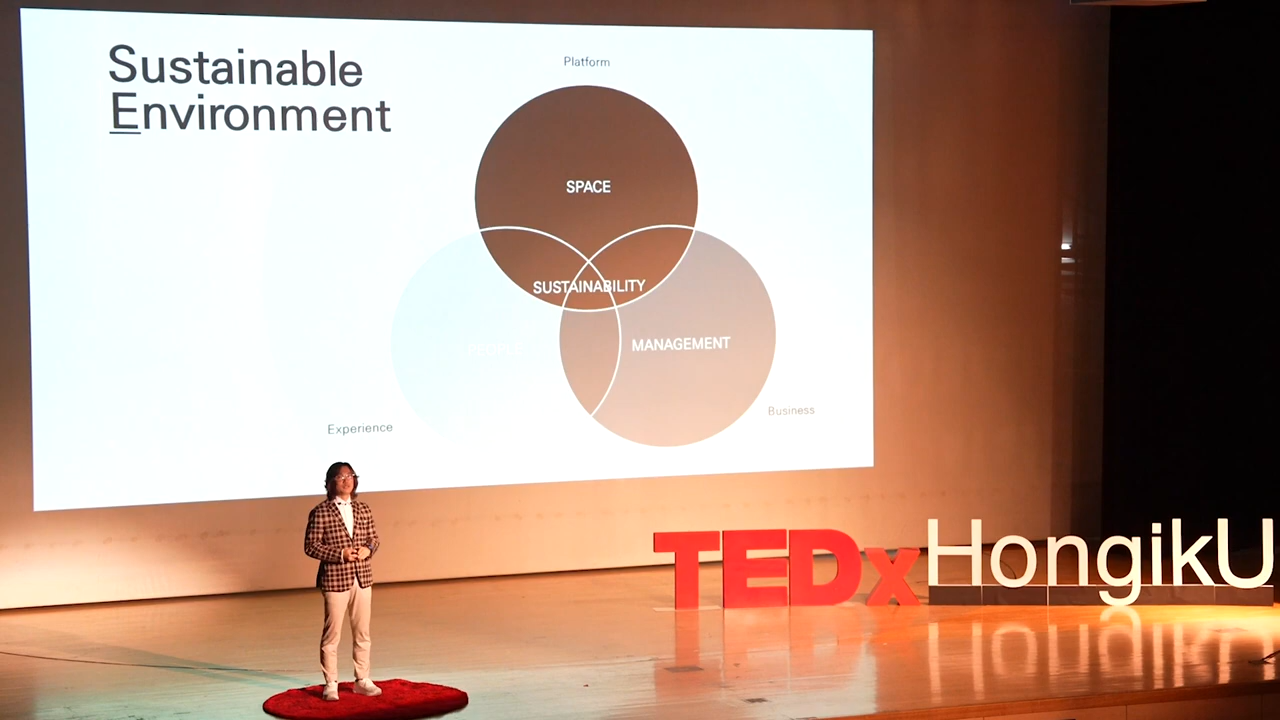 Sustainable
Environment
Platform
SPACE
SUSTAINABILITY
MANAGEMENT
Business
Experience
TEDxHongikU